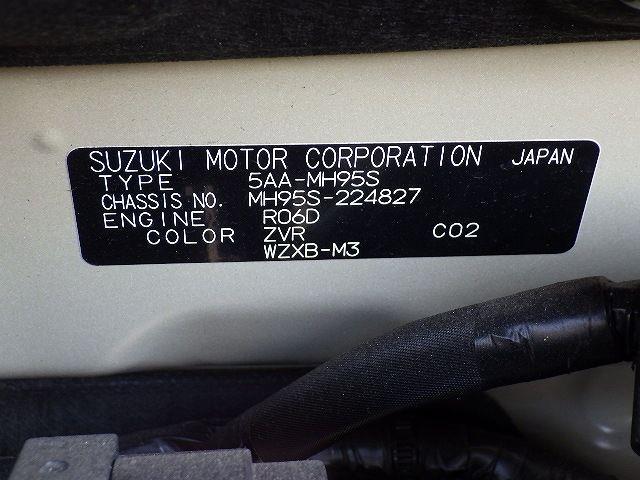 SUZUKI MOTOR CORPORATION JAPAN
TYPE 5AA-MH95S
CHASSIS NO. MH95S-224827
ENGINE R06D
COLOR ZVR C02
WZXB-M3